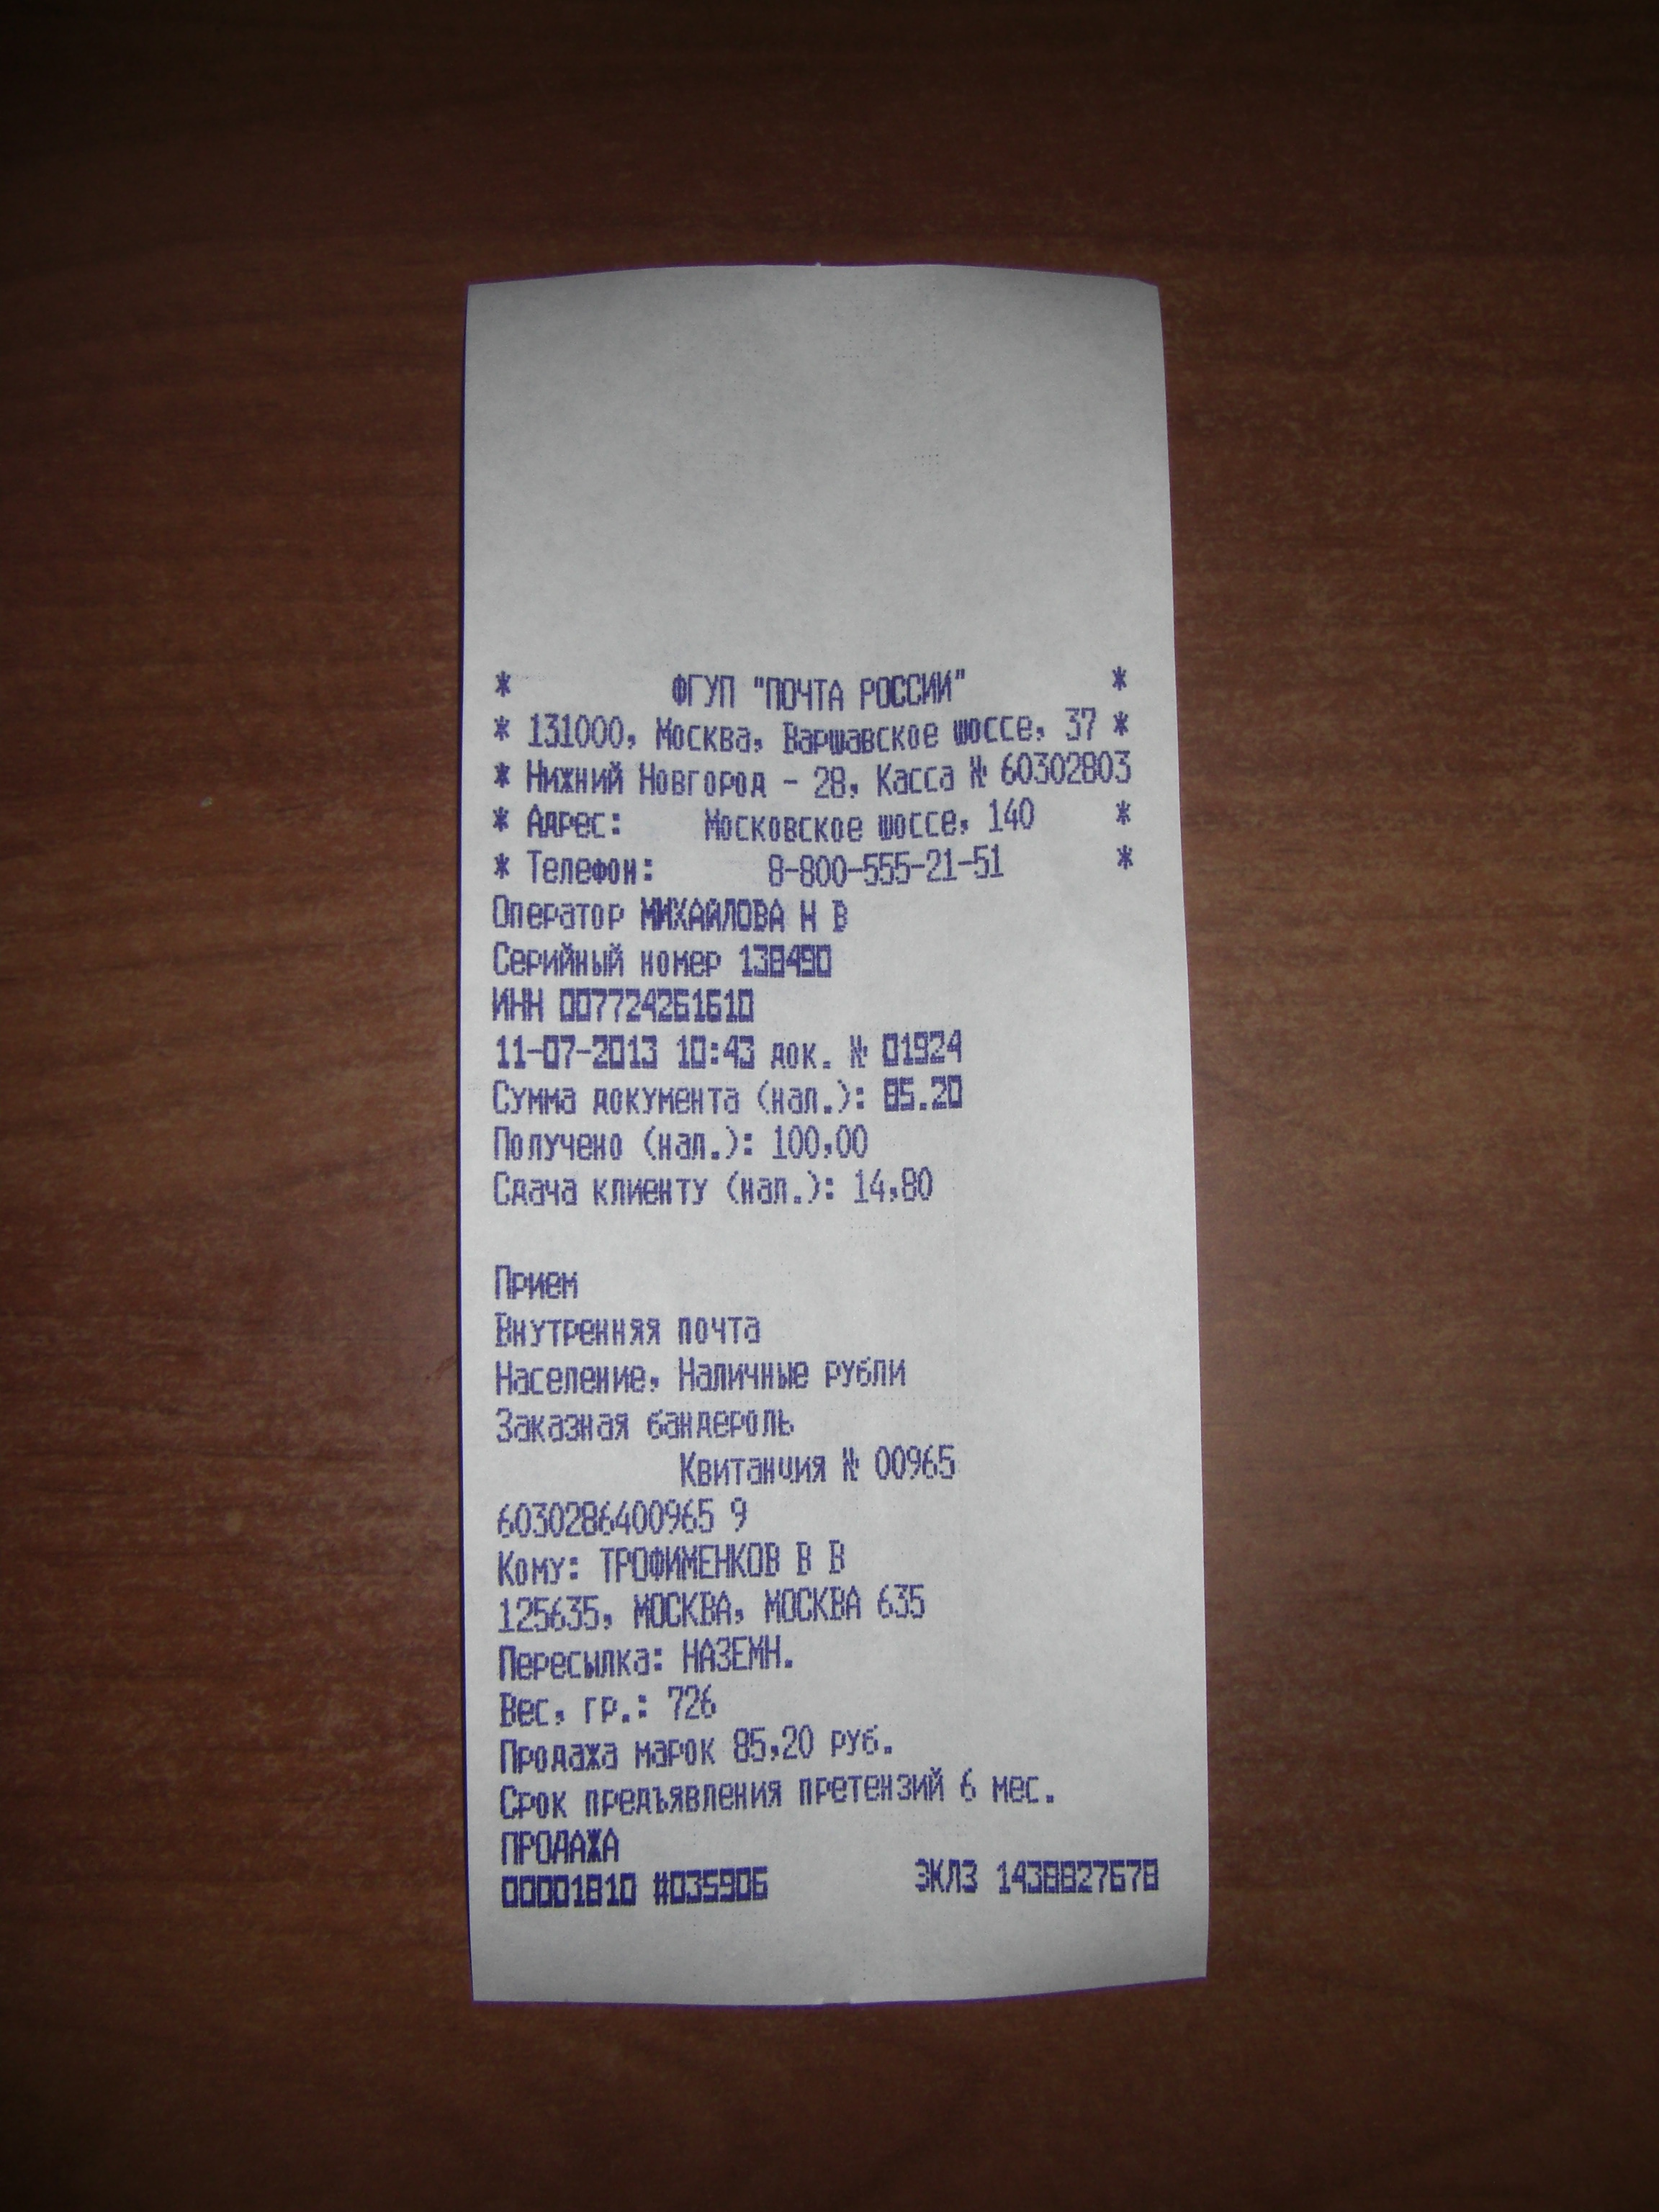 * ФГУП "ПОЧТА РОССИИ" *
* 131000, Москва, Варшавское шоссе, 37 *
* Нижний Новгород - 28, Касса № 60302803
* Адрес: Московское шоссе, 140 *
* Телефон: 8-800-555-21-51 *
Оператор МИХАЙЛОВА Н В
Серийный номер 138490
ИНН 007724261610
11-07-2013 10:43 док. № 01924
Сумма документа (нал.): 85.20
Получено (нал.): 100,00
Сдача клиенту (нал.): 14,80
Прием
Внутренняя почта
Население, Наличные рубли
Заказная бандероль
Квитанция № 00965
6030286400965 9
Кому: ТРОФИМЕНКОВ В В
125635, МОСКВА, МОСКВА 635
Пересылка: НАЗЕМН.
Вес, гр.: 726
Продажа марок 85,20 руб.
Срок предъявления претензий 6 мес.
ПРОДАЖА
00001810 #035906 ЭКЛЗ 1438827678